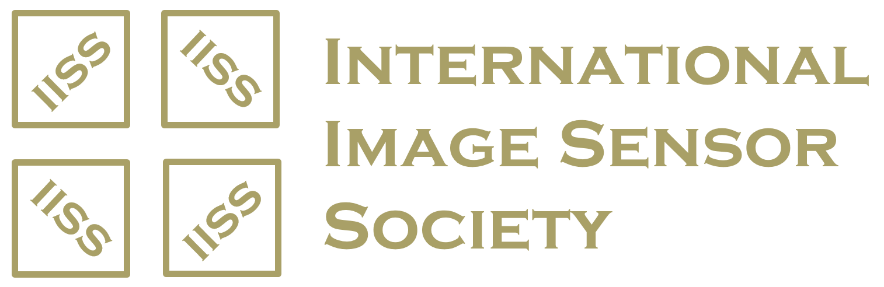 IISS
IISS
IISS
IISS
International
Image Sensor
Society